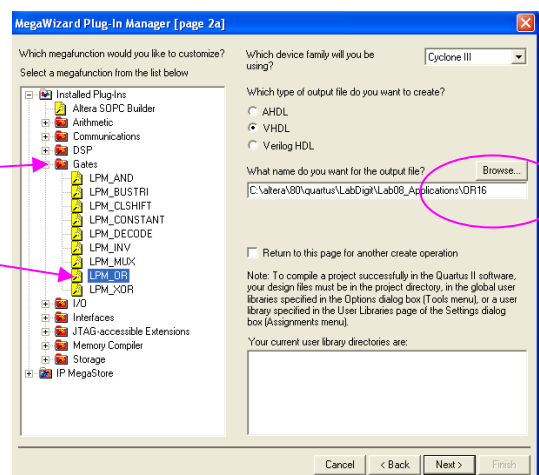 MegaWizard Plug-In Manager [page 2a]
Which megafunction would you like to customize?
Select a megafunction from the list below
Installed Plug-Ins
Altera SOPC Builder
Arithmetic
Communications
DSP
Gates
LPM_AND
LPM_BUSTRI
LPM_CLSHIFT
LPM_CONSTANT
LPM_DECODE
LPM_INV
LPM_MUX
LPM_OR
LPM_XOR
I/O
Interfaces
JTAG-accessible Extensions
Memory Compiler
Storage
IP MegaStore
Which device family will you be
using?
Cyclone III
Which type of output file do you want to create?
AHDL
VHDL
Verilog HDL
What name do you want for the output file?
Browse...
C:\altera\80\quartus\LabDigit\Lab08_Applications\OR16
Return to this page for another create operation
Note: To compile a project successfully in the Quartus II software,
your design files must be in the project directory, in the global user
libraries specified in the Options dialog box (Tools menu), or a user
library specified in the User Libraries page of the Settings dialog
box (Assignments menu).
Your current user library directories are:
Cancel
< Back
Next >
Finish